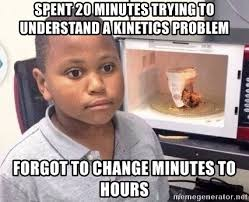 SPENT 20 MINUTES TRYING TO
UNDERSTAND A KINETICS PROBLEM
FORGOT TO CHANGE MINUTES TO
HOURS
memegenerator.net